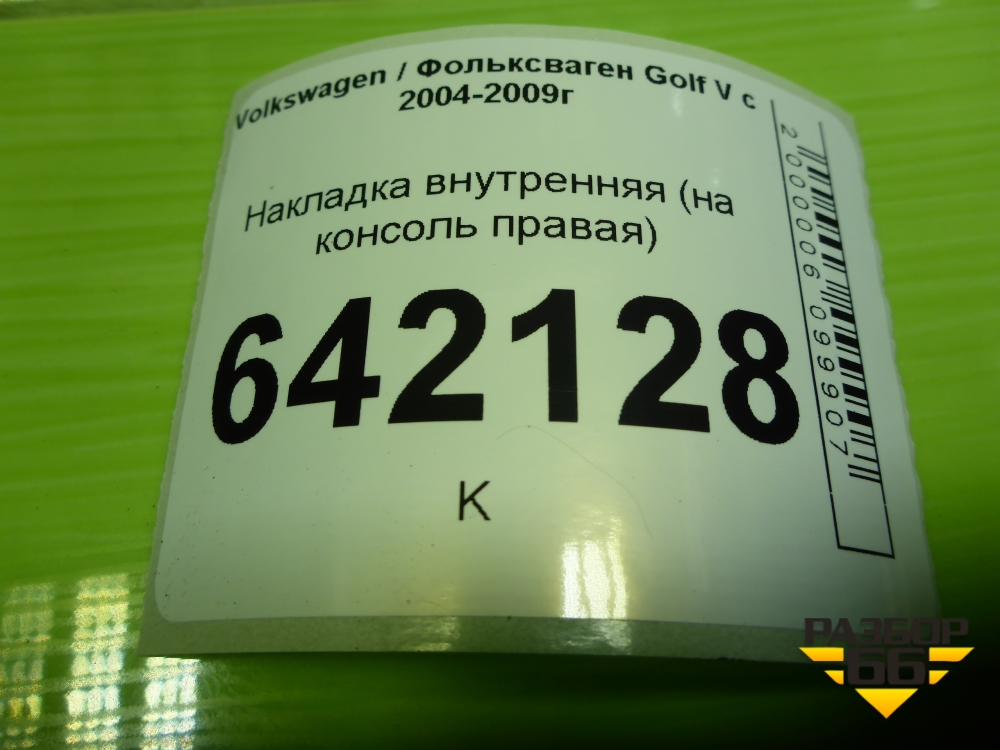 Volkswagen / Фольксваген Golf V с
2004-2009г
Накладка внутренняя (на
консоль правая)
642128
К
2000006099907
РАЗБОР
66